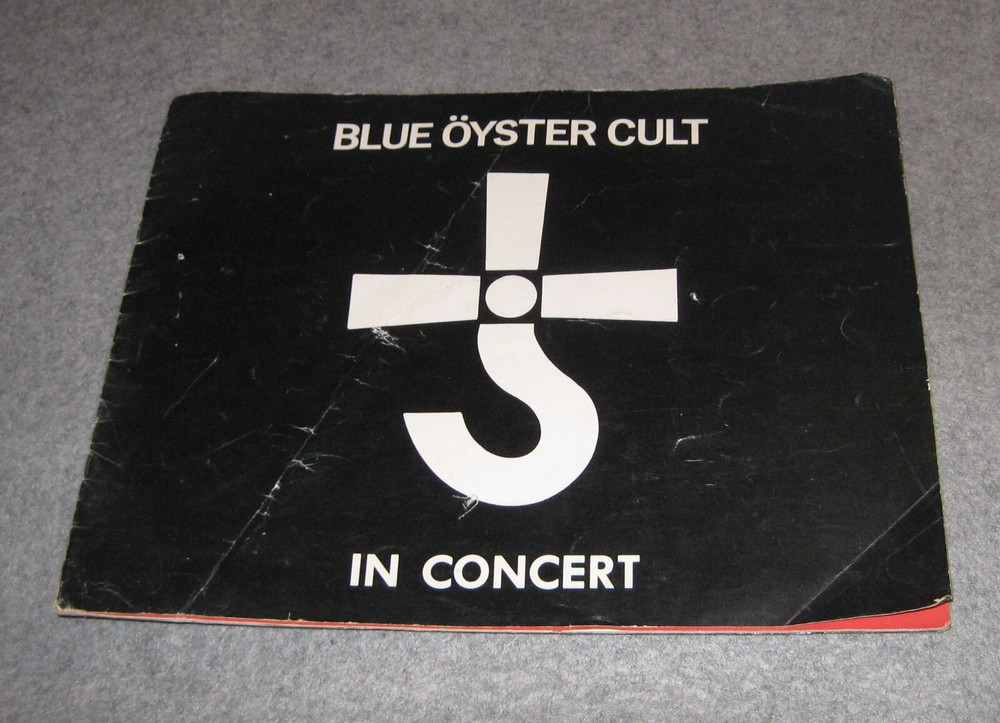 BLUE ÖYSTER CULT
IN CONCERT